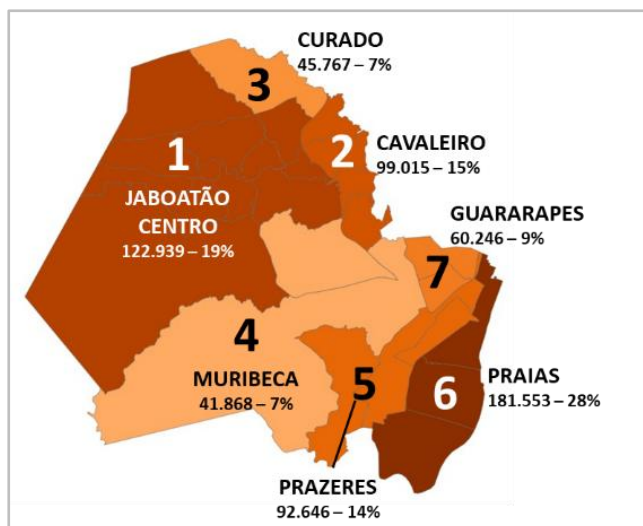 CURADO
45.767 – 7%
3
1
2
CAVALEIRO
99.015 – 15%
JABOATÃO
CENTRO
122.939 – 19%
GUARARAPES
60.246 – 9%
7
4
MURIBECA
41.868 – 7%
5
6
PRAIAS
181.553 – 28%
PRAZERES
92.646 – 14%